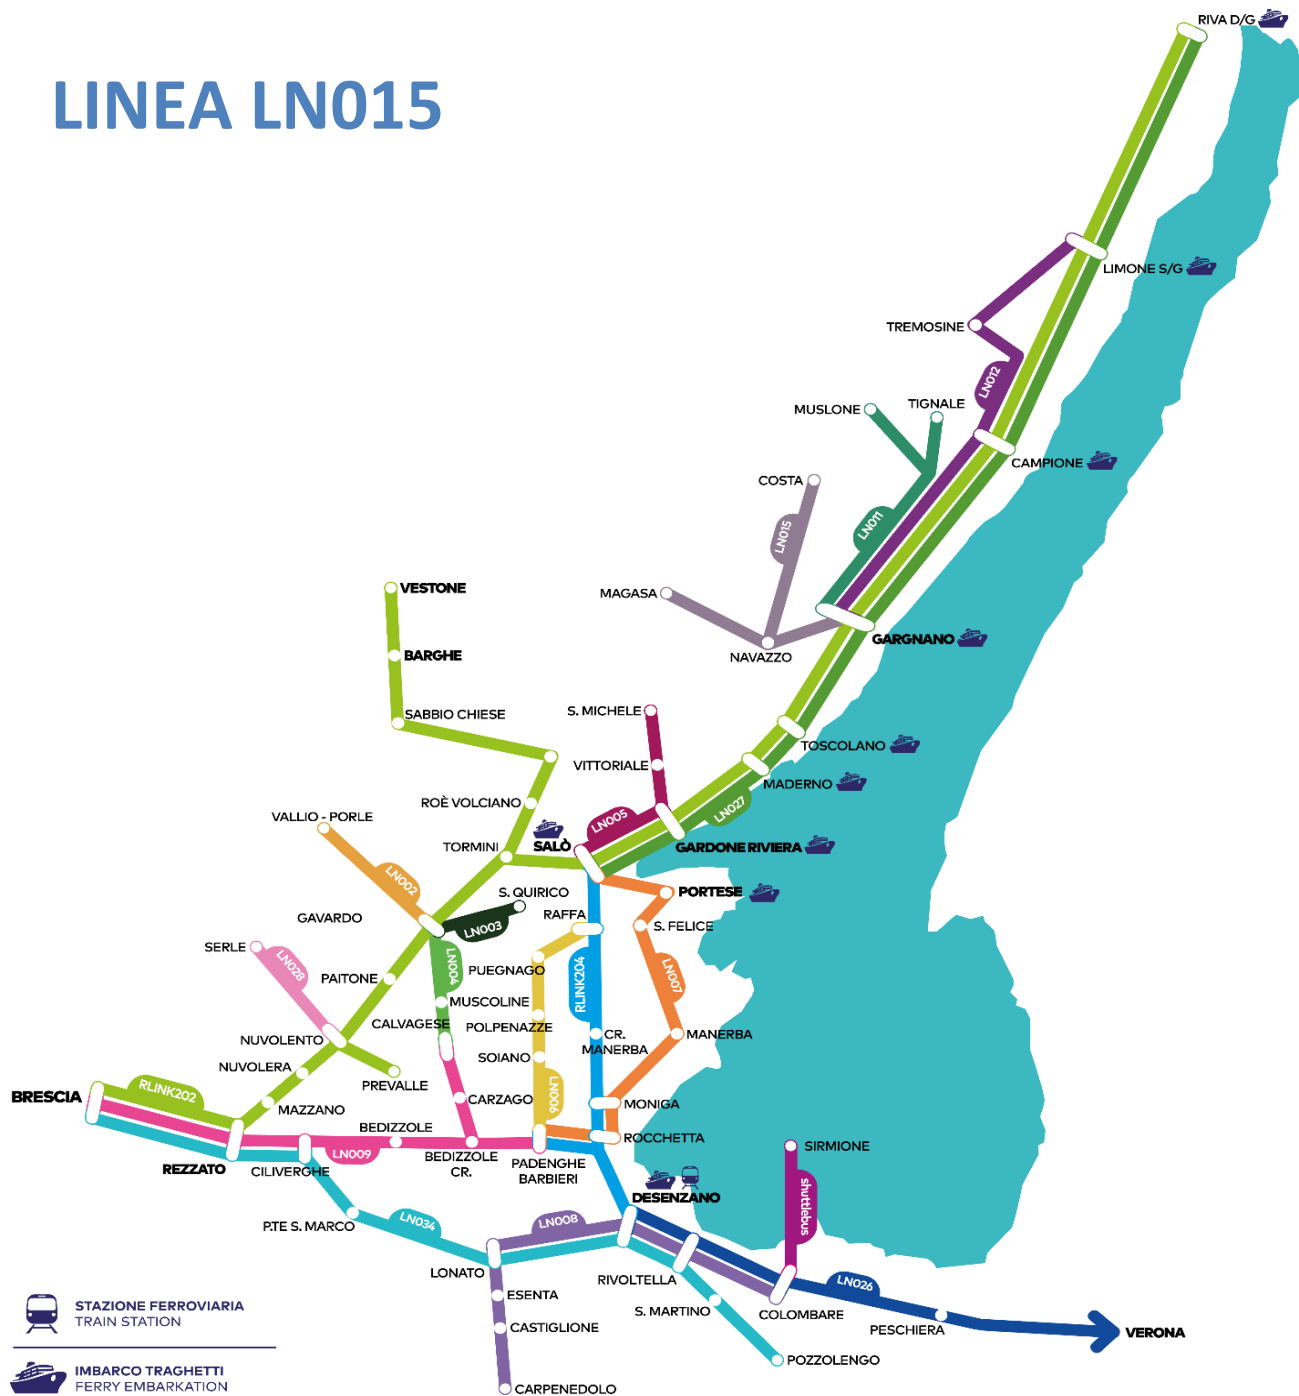 RIVA D/G
LINEA LN015
LIMONE S/G
TREMOSINE
LN012
MUSLONE
TIGNALE
CAMPIONE
COSTA
LN015
LN011
MAGASA
VESTONE
GARGNANO
BARGHE
NAVAZZO
SABBIO CHIESE
S. MICHELE
TOSCOLANO
VITTORIALE
MADERNO
ROÈ VOLCIANO
LN027
VALLIO - PORLE
LN005
TORMINI
SALÒ
GARDONE RIVIERA
LN002
S. QUIRICO
PORTESE
GAVARDO
RAFFA
LN003
S. FELICE
SERLE
LN028
LN004
PUEGNAGO
RLINK204
LN007
PAITONE
MUSCOLINE
CALVAGESE
POLPENAZZE
CR.
MANERBA
MANERBA
NUVOLENTO
SOIANO
NUVOLERA
PREVALLE
LN006
RLINK202
BRESCIA
CARZAGO
MONIGA
MAZZANO
BEDIZZOLE
ROCCHETTA
SIRMIONE
LN009
REZZATO
CILIVERGHE
BEDIZZOLE
CR.
PADENGHE
BARBIERI
DESENZANO
shuttlebus
P.TE S. MARCO
LN034
LN008
LONATO
RIVOLTELLA
LN026
ESENTA
S. MARTINO
COLOMBARE
STAZIONE FERROVIARIA
TRAIN STATION
CASTIGLIONE
PESCHIERA
VERONA
POZZOLENGO
IMBARCO TRAGHETTI
FERRY EMBARKATION
CARPENEDOLO